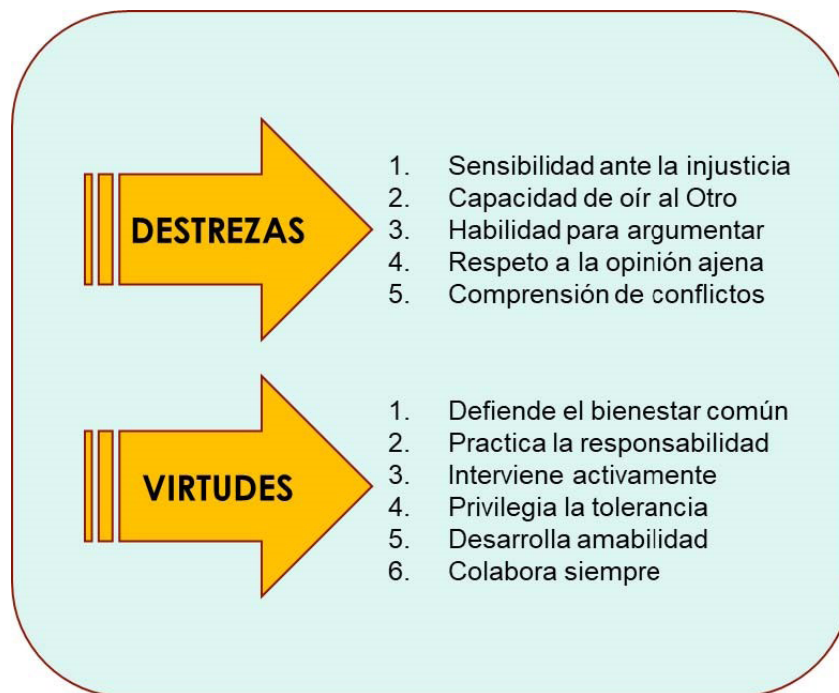 DESTREZAS
1. Sensibilidad ante la injusticia
2. Capacidad de oír al Otro
3. Habilidad para argumentar
4. Respeto a la opinión ajena
5. Comprensión de conflictos
VIRTUDES
1. Defiende el bienestar común
2. Practica la responsabilidad
3. Interviene activamente
4. Privilegia la tolerancia
5. Desarrolla amabilidad
6. Colabora siempre